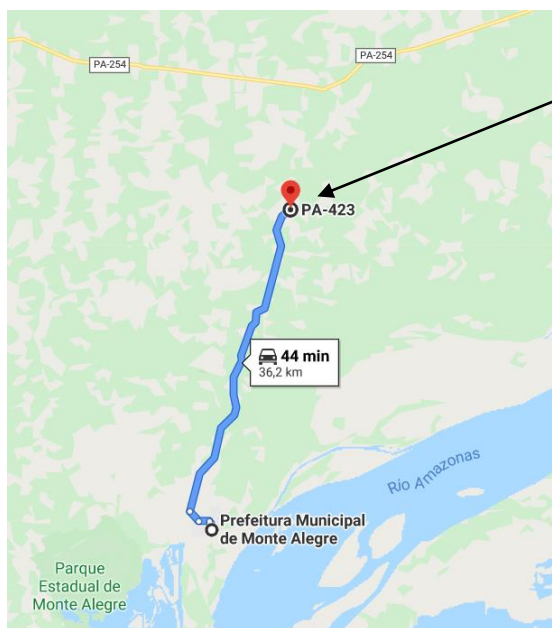 PA-254
PA-254
PA-423
44 min
36,2 km
Rio Amazonas
Prefeitura Municipal
de Monte Alegre
Parque
Estadual de
Monte Alegre